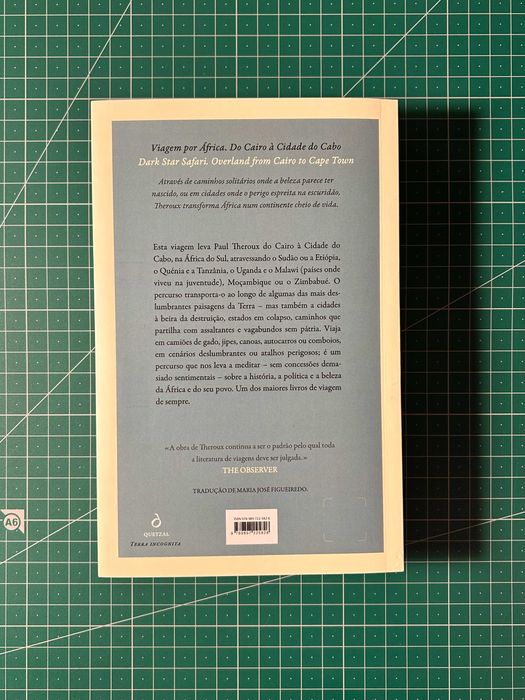 Viagem por África. Do Cairo à Cidade do Cabo
Dark Star Safari. Overland from Cairo to Cape Town
Através de caminhos solitários onde a beleza parece ter
nascido, ou em cidades onde o perigo espreita na escuridão,
Theroux transforma África num continente cheio de vida.
Esta viagem leva Paul Theroux do Cairo à Cidade do
Cabo, na África do Sul, atravessando o Sudão ou a Etiópia,
o Quénia e a Tanzânia, o Uganda e o Malawi (países onde
viveu na juventude), Moçambique ou o Zimbabué. O
percurso transporta-o ao longo de algumas das mais des-
lumbrantes paisagens da Terra – mas também a cidades
à beira da destruição, estados em colapso, caminhos que
partilha com assaltantes e vagabundos sem pátria. Viaja
em camiões de gado, jipes, canoas, autocarros ou comboios,
em cenários deslumbrantes ou atalhos perigosos; é um
percurso que nos leva a meditar – sem concessões dema-
siado sentimentais – sobre a história, a política e a beleza
da África e do seu povo. Um dos maiores livros de viagem
de sempre.
«A obra de Theroux continua a ser o padrão pelo qual toda
a literatura de viagens deve ser julgada.»
THE OBSERVER
TRADUÇÃO DE MARIA JOSÉ FIGUEIREDO.
QUETZAL
TERRA INCOGNITA
A6